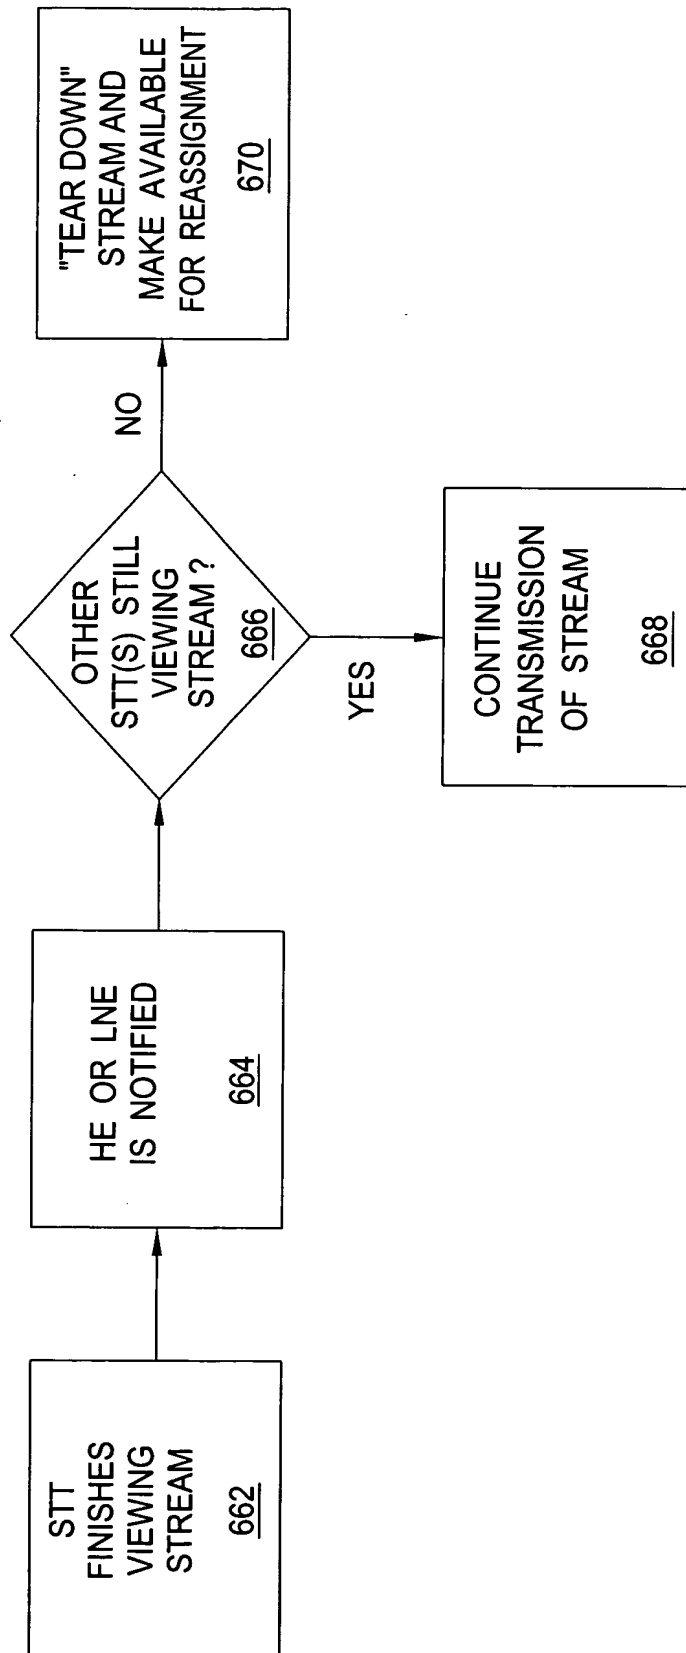 STT
FINISHES
VIEWING
STREAM
662
HE OR LNE
IS NOTIFIED
664
OTHER
STT(S) STILL
VIEWING
STREAM ?
666
YES
NO
CONTINUE
TRANSMISSION
OF STREAM
668
"TEAR DOWN"
STREAM AND
MAKE AVAILABLE
FOR REASSIGNMENT
670